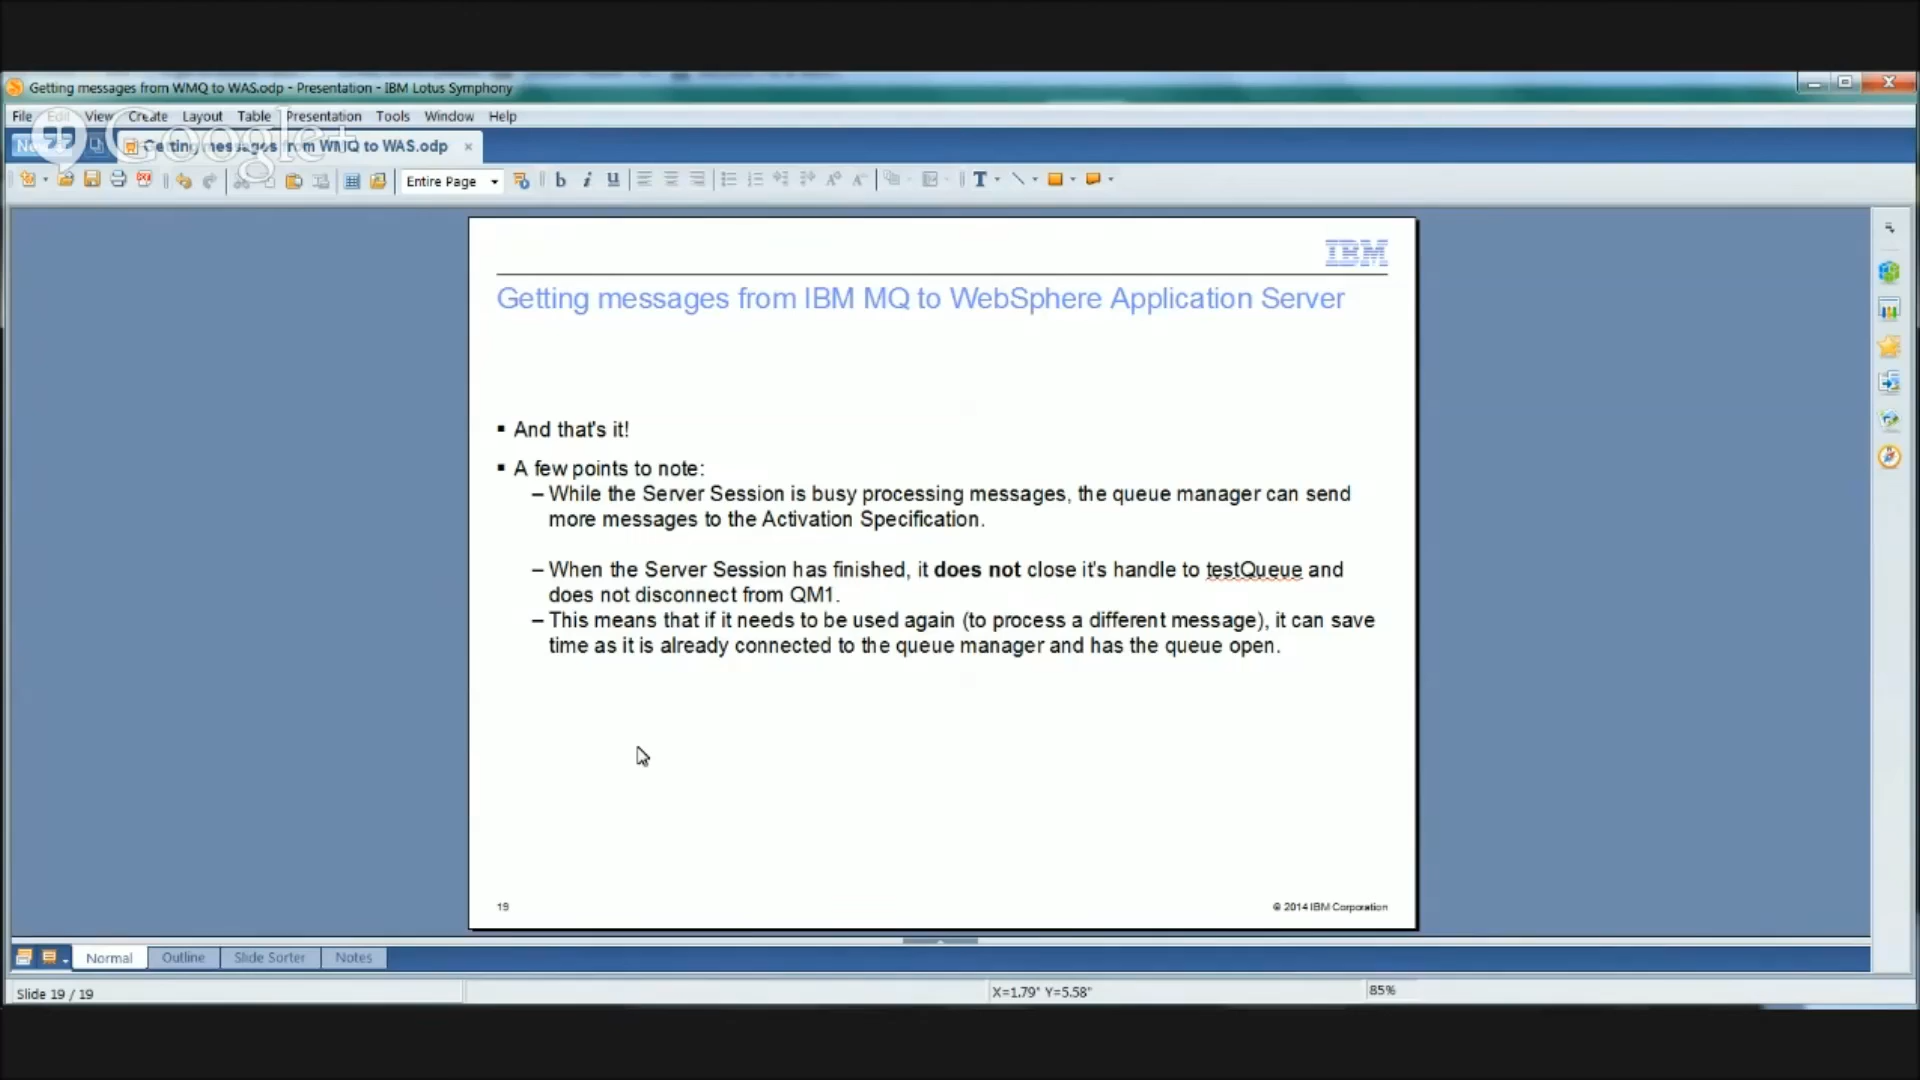 Getting messages from WMQ to WAS.odp - Presentation - IBM Lotus Symphony
File Edit View Create Layout Table Presentation Tools Window Help
Google+
Getting messages from WMQ to WAS.odp
Entire Page
b i U
IBM
Getting messages from IBM MQ to WebSphere Application Server
▪ And that's it!
▪ A few points to note:
– While the Server Session is busy processing messages, the queue manager can send
more messages to the Activation Specification.
– When the Server Session has finished, it does not close it's handle to testQueue and
does not disconnect from QM1.
– This means that if it needs to be used again (to process a different message), it can save
time as it is already connected to the queue manager and has the queue open.
19
© 2014 IBM Corporation
Normal Outline Slide Sorter Notes
Slide 19 / 19
X=1.79" Y=5.58"
85%